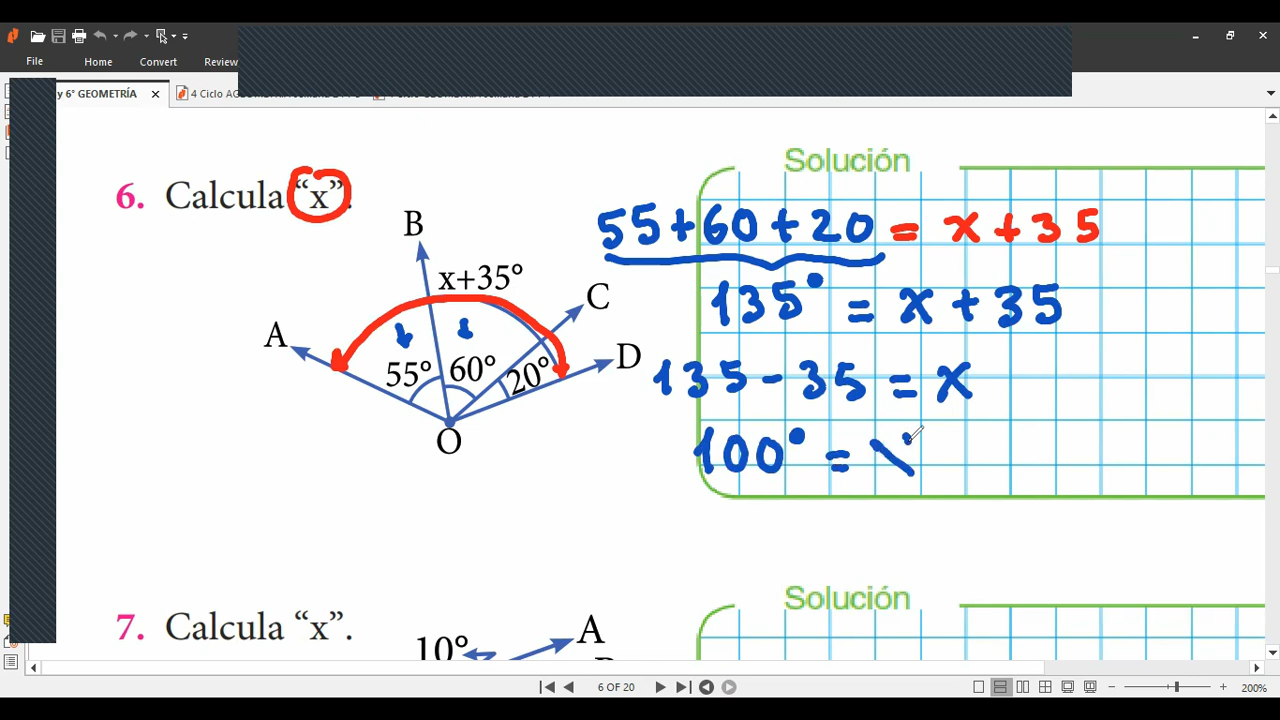 File Home Convert Review
y 6° GEOMETRÍA
6. Calcula “x”.
B
x+35°
C
A
D
55° 60° 20°
O
Solución
55+60+20 = x+35
135° = x+35
135-35 = x
100° =
7. Calcula “x”.
10°
A
Solución
6 OF 20
200%